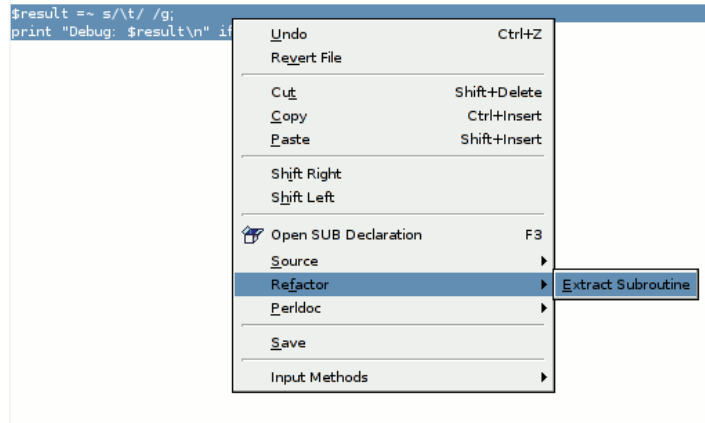 $result =~ s/\t/ /g;
print "Debug: $result\n" if
Undo Ctrl+Z
Revert File
Cut Shift+Delete
Copy Ctrl+Insert
Paste Shift+Insert
Shift Right
Shift Left
Open SUB Declaration F3
Source
Refactor
Extract Subroutine
Perldoc
Save
Input Methods